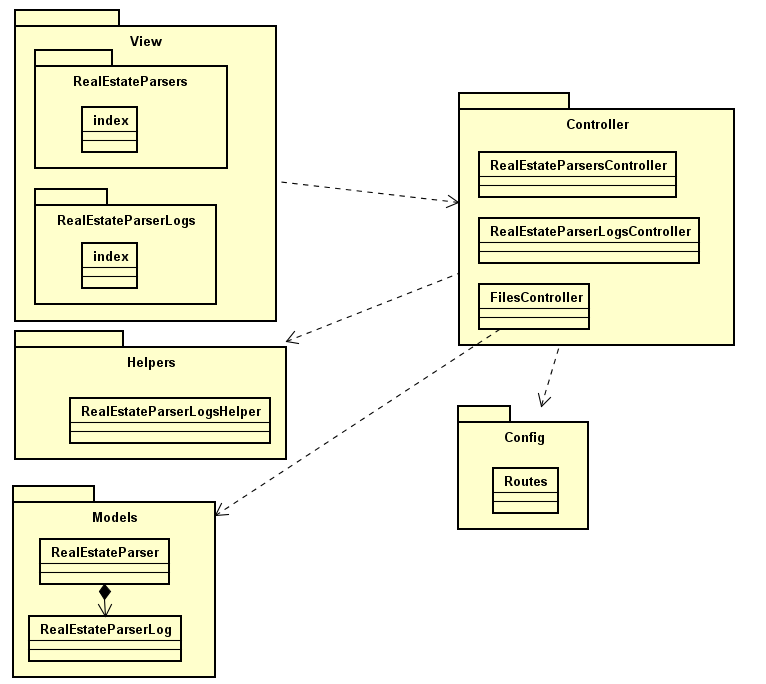 View
RealEstateParsers
index
RealEstateParserLogs
index
Controller
RealEstateParsersController
RealEstateParserLogsController
FilesController
Helpers
RealEstateParserLogsHelper
Config
Routes
Models
RealEstateParser
RealEstateParserLog